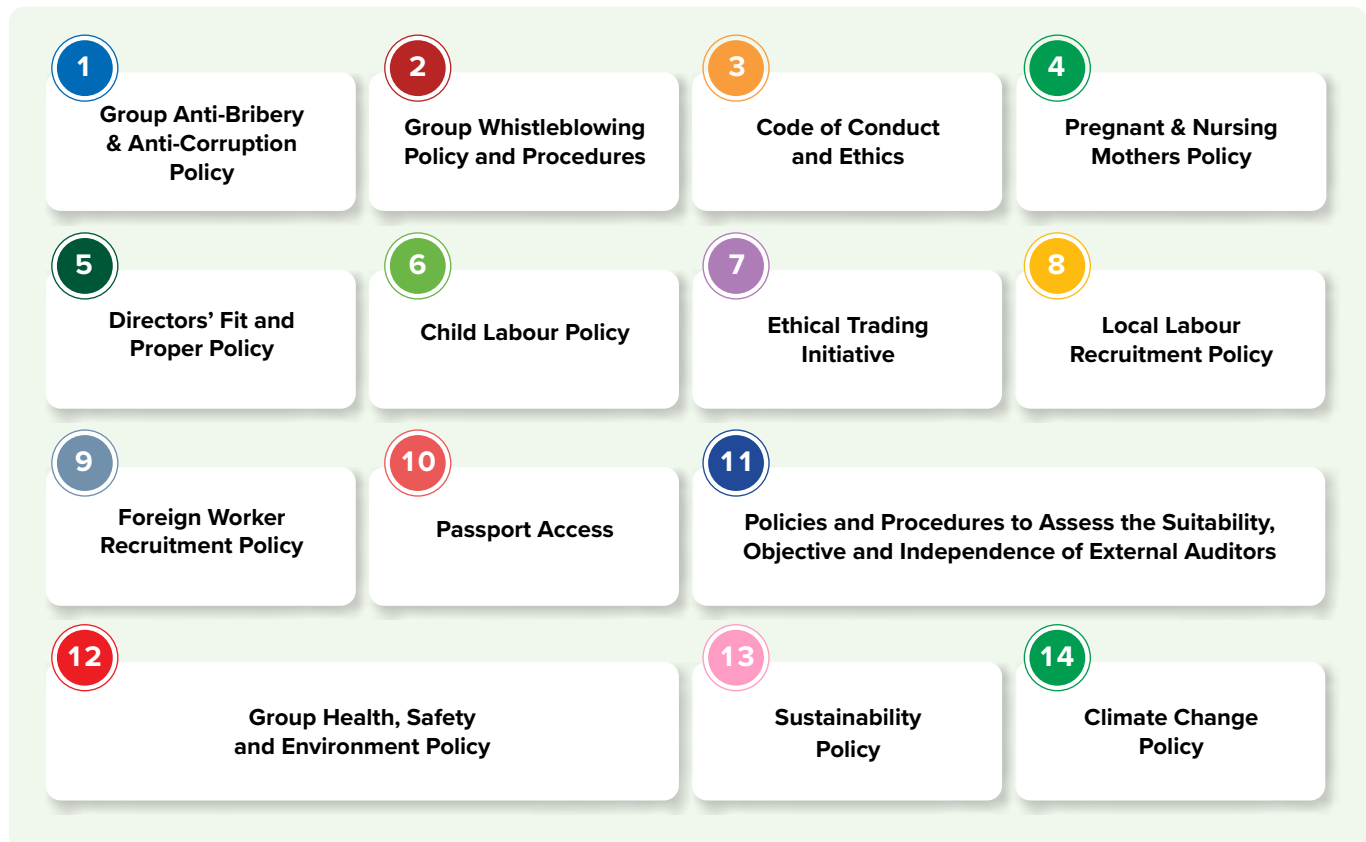 1
Group Anti-Bribery
& Anti-Corruption
Policy
2
Group Whistleblowing
Policy and Procedures
3
Code of Conduct
and Ethics
4
Pregnant & Nursing
Mothers Policy
5
Directors’ Fit and
Proper Policy
6
Child Labour Policy
7
Ethical Trading
Initiative
8
Local Labour
Recruitment Policy
9
Foreign Worker
Recruitment Policy
10
Passport Access
11
Policies and Procedures to Assess the Suitability,
Objective and Independence of External Auditors
12
Group Health, Safety
and Environment Policy
13
Sustainability
Policy
14
Climate Change
Policy